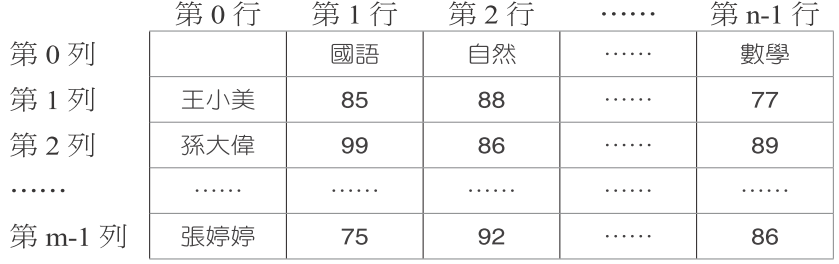 第 0 行 第 1 行 第 2 行 …… 第 n-1 行
第 0 列 國語 自然 …… 數學
第 1 列 王小美 85 88 …… 77
第 2 列 孫大偉 99 86 …… 89
…… …… …… …… …… ……
第 m-1 列 張婷婷 75 92 …… 86